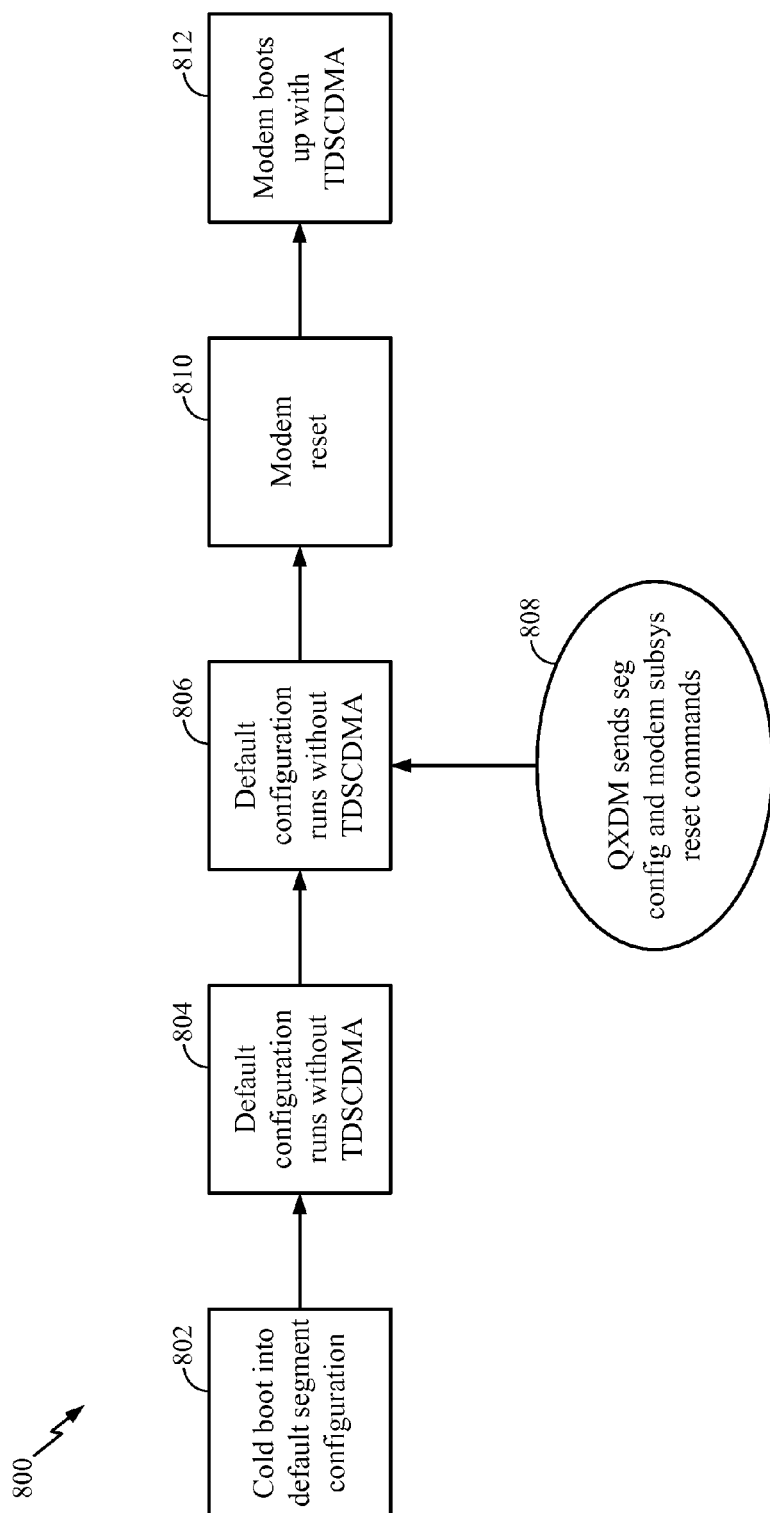 800
802
Cold boot into
default segment
configuration
804
Default
configuration
runs without
TDSCDMA
806
Default
configuration
runs without
TDSCDMA
808
QXDM sends seg
config and modem subsys
reset commands
810
Modem
reset
812
Modem boots
up with
TDSCDMA